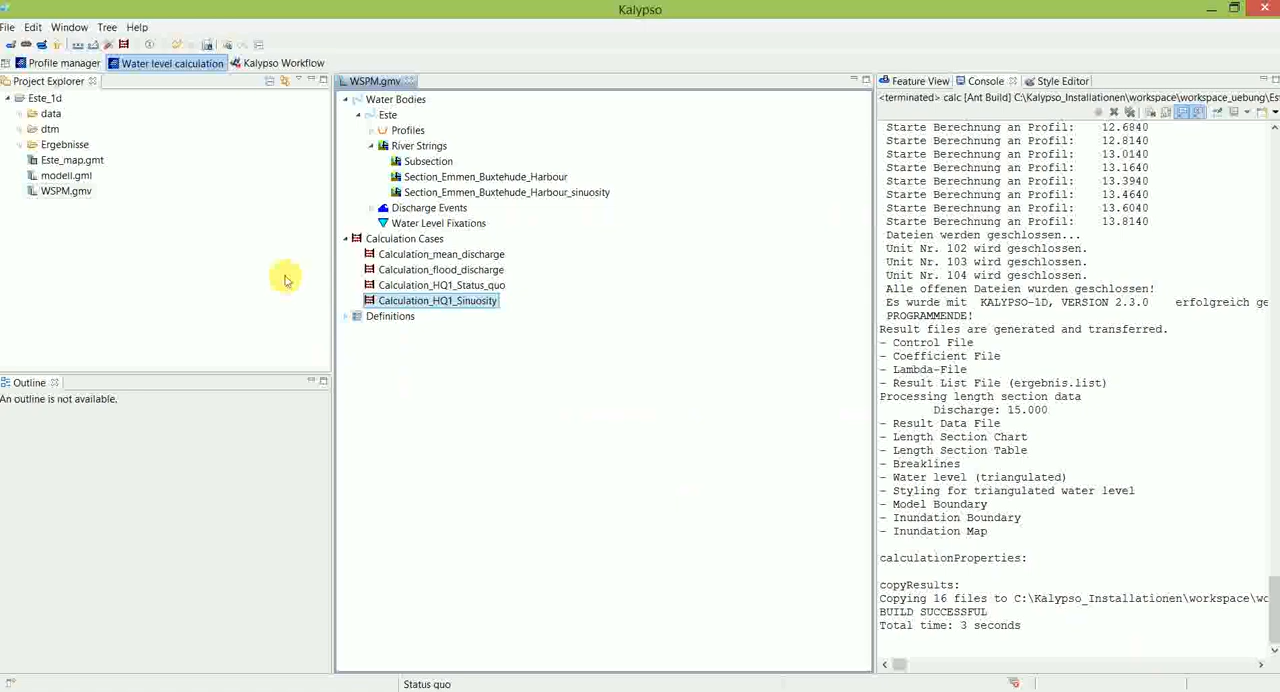 Kalypso
File Edit Window Tree Help
Profile manager Water level calculation Kalypso Workflow
Project Explorer
Este_1d
data
dtm
Ergebnisse
Este_map.gmt
modell.gml
WSPM.gmv
Outline
An outline is not available.
WSPM.gmv
Water Bodies
Este
Profiles
River Strings
Subsection
Section_Emmen_Buxtehude_Harbour
Section_Emmen_Buxtehude_Harbour_sinuosity
Discharge Events
Water Level Fixations
Calculation Cases
Calculation_mean_discharge
Calculation_flood_discharge
Calculation_HQ1_Status_quo
Calculation_HQ1_Sinuosity
Definitions
Feature View Console Style Editor
<terminated> calc [Ant Build] C:\Kalypso_Installationen\workspace\workspace_uebung\Es
Starte Berechnung an Profil: 12.6840
Starte Berechnung an Profil: 12.8140
Starte Berechnung an Profil: 13.0140
Starte Berechnung an Profil: 13.1640
Starte Berechnung an Profil: 13.3940
Starte Berechnung an Profil: 13.4640
Starte Berechnung an Profil: 13.6040
Starte Berechnung an Profil: 13.8140
Dateien werden geschlossen...
Unit Nr. 102 wird geschlossen.
Unit Nr. 103 wird geschlossen.
Unit Nr. 104 wird geschlossen.
Alle offenen Dateien wurden geschlossen!
Es wurde mit KALYPSO-1D, VERSION 2.3.0 erfolgreich ge
PROGRAMMENDE!
Result files are generated and transferred.
- Control File
- Coefficient File
- Lambda-File
- Result List File (ergebnis.list)
Processing length section data
Discharge: 15.000
- Result Data File
- Length Section Chart
- Length Section Table
- Breaklines
- Water level (triangulated)
- Styling for triangulated water level
- Model Boundary
- Inundation Boundary
- Inundation Map
calculationProperties:
copyResults:
Copying 16 files to C:\Kalypso_Installationen\workspace\wo
BUILD SUCCESSFUL
Total time: 3 seconds
Status quo